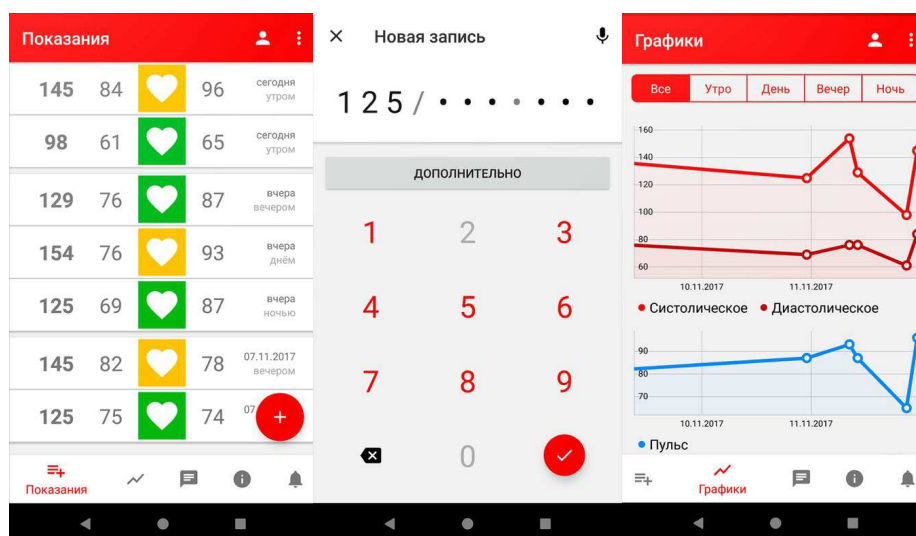 Показания
145 84 96 сегодня
утром
98 61 65 сегодня
утром
129 76 87 вчера
вечером
154 76 93 вчера
днём
125 69 87 вчера
ночью
145 82 78 07.11.2017
вечером
125 75 74 07
+
Показания
Новая запись
125/
ДОПОЛНИТЕЛЬНО
1 2 3
4 5 6
7 8 9
0
Графики
Все Утро День Вечер Ночь
160
140
120
100
80
60
10.11.2017 11.11.2017
Систолическое Диастолическое
90
80
70
10.11.2017 11.11.2017
Пульс
Графики